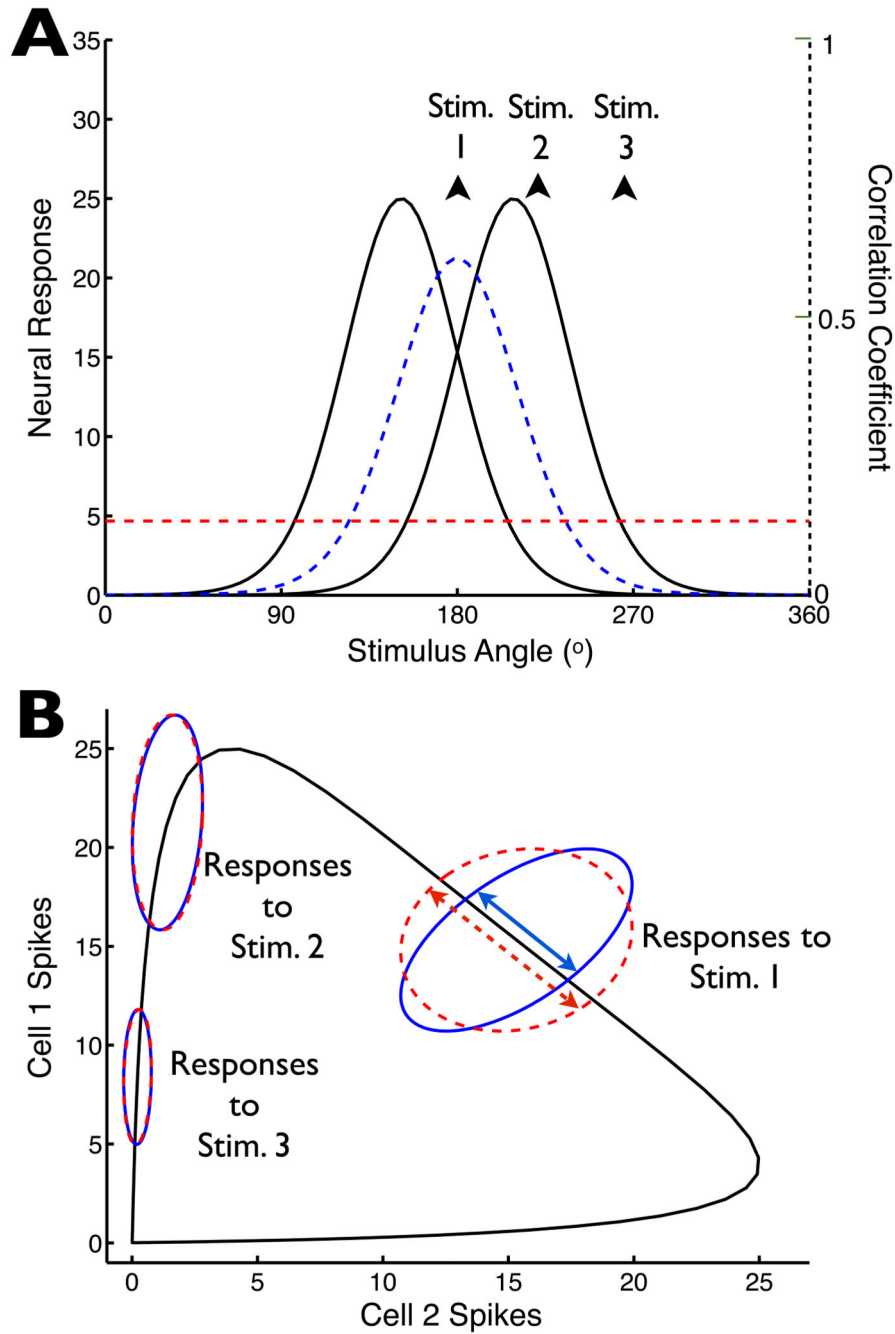 A
35
30
25
20
15
10
5
0
Neural Response
Stim. Stim. Stim.
1 2 3
1
0.5
0
Correlation Coefficient
0 90 180 270 360
Stimulus Angle (o)
B
25
20
15
10
5
0
Cell 1 Spikes
Responses
to
Stim. 2
Responses to
Stim. 1
Responses
to
Stim. 3
0 5 10 15 20 25
Cell 2 Spikes